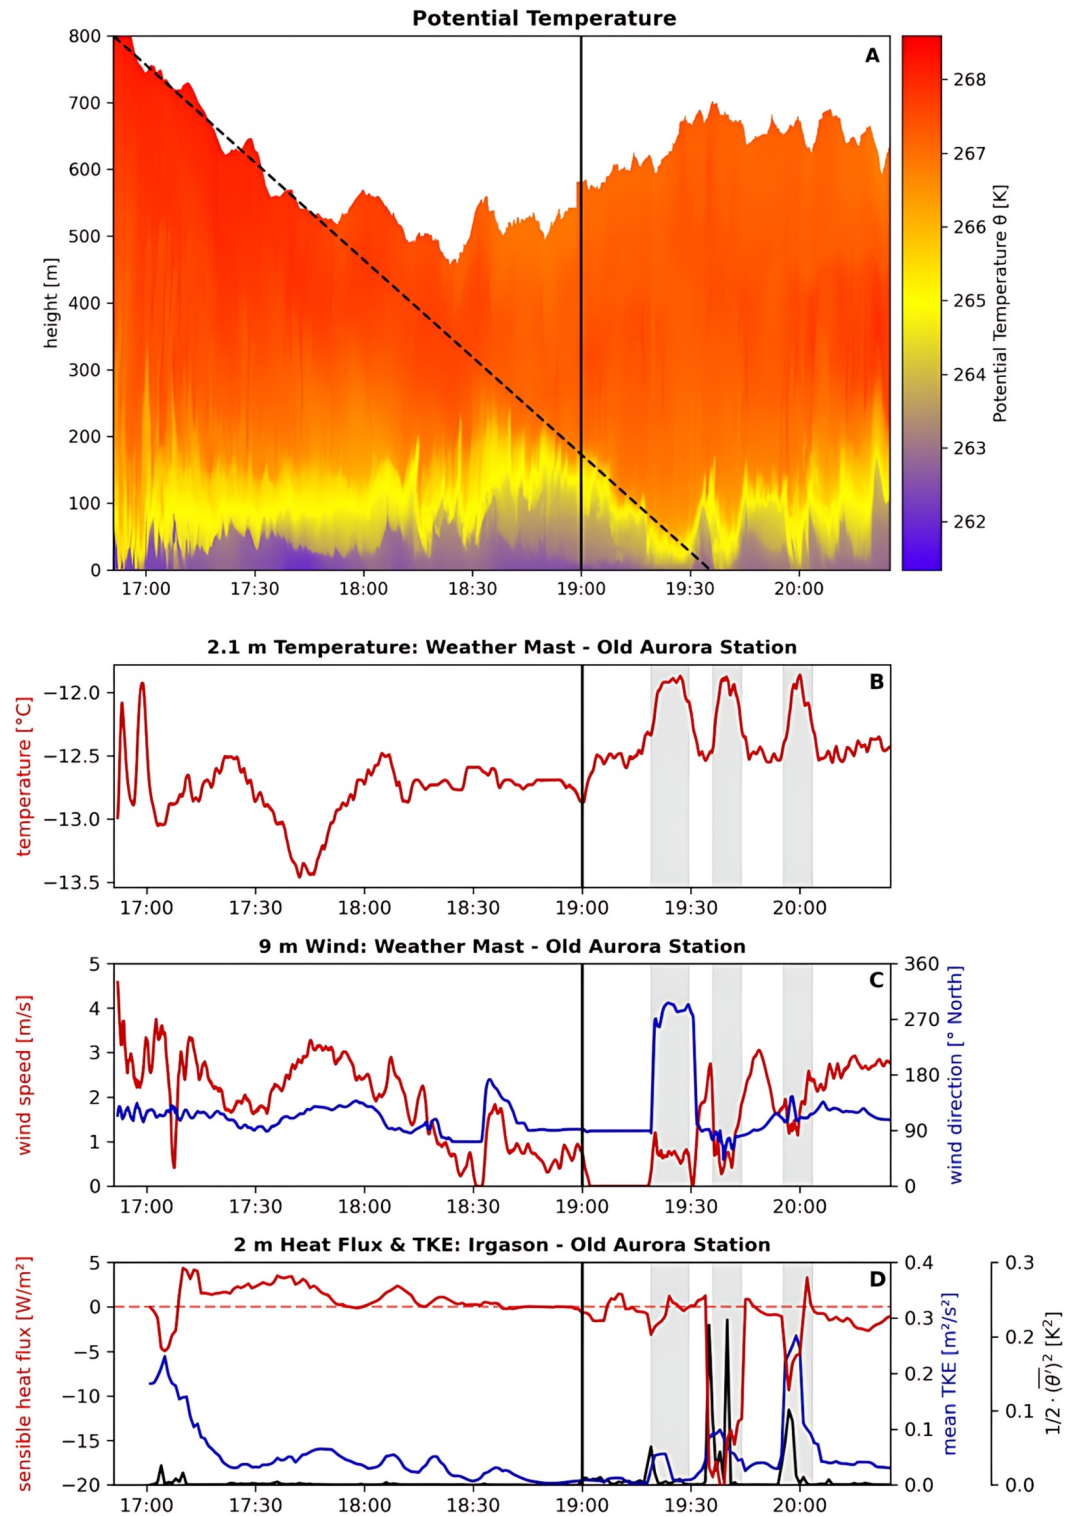 Potential Temperature
A
800
700
600
500
400
300
200
100
0
height [m]
17:00 17:30 18:00 18:30 19:00 19:30 20:00
268
267
266
265
264
263
262
Potential Temperature θ [K]
2.1 m Temperature: Weather Mast - Old Aurora Station
B
−12.0
−12.5
−13.0
−13.5
temperature [°C]
17:00 17:30 18:00 18:30 19:00 19:30 20:00
9 m Wind: Weather Mast - Old Aurora Station
C
5
4
3
2
1
0
wind speed [m/s]
360
270
180
90
0
wind direction [° North]
17:00 17:30 18:00 18:30 19:00 19:30 20:00
2 m Heat Flux & TKE: Irgason - Old Aurora Station
D
5
0
−5
−10
−15
−20
sensible heat flux [W/m²]
0.4
0.3
0.2
0.1
0.0
mean TKE [m²/s²]
0.3
0.2
0.1
0.0
1/2 · (θ′)² [K²]
17:00 17:30 18:00 18:30 19:00 19:30 20:00